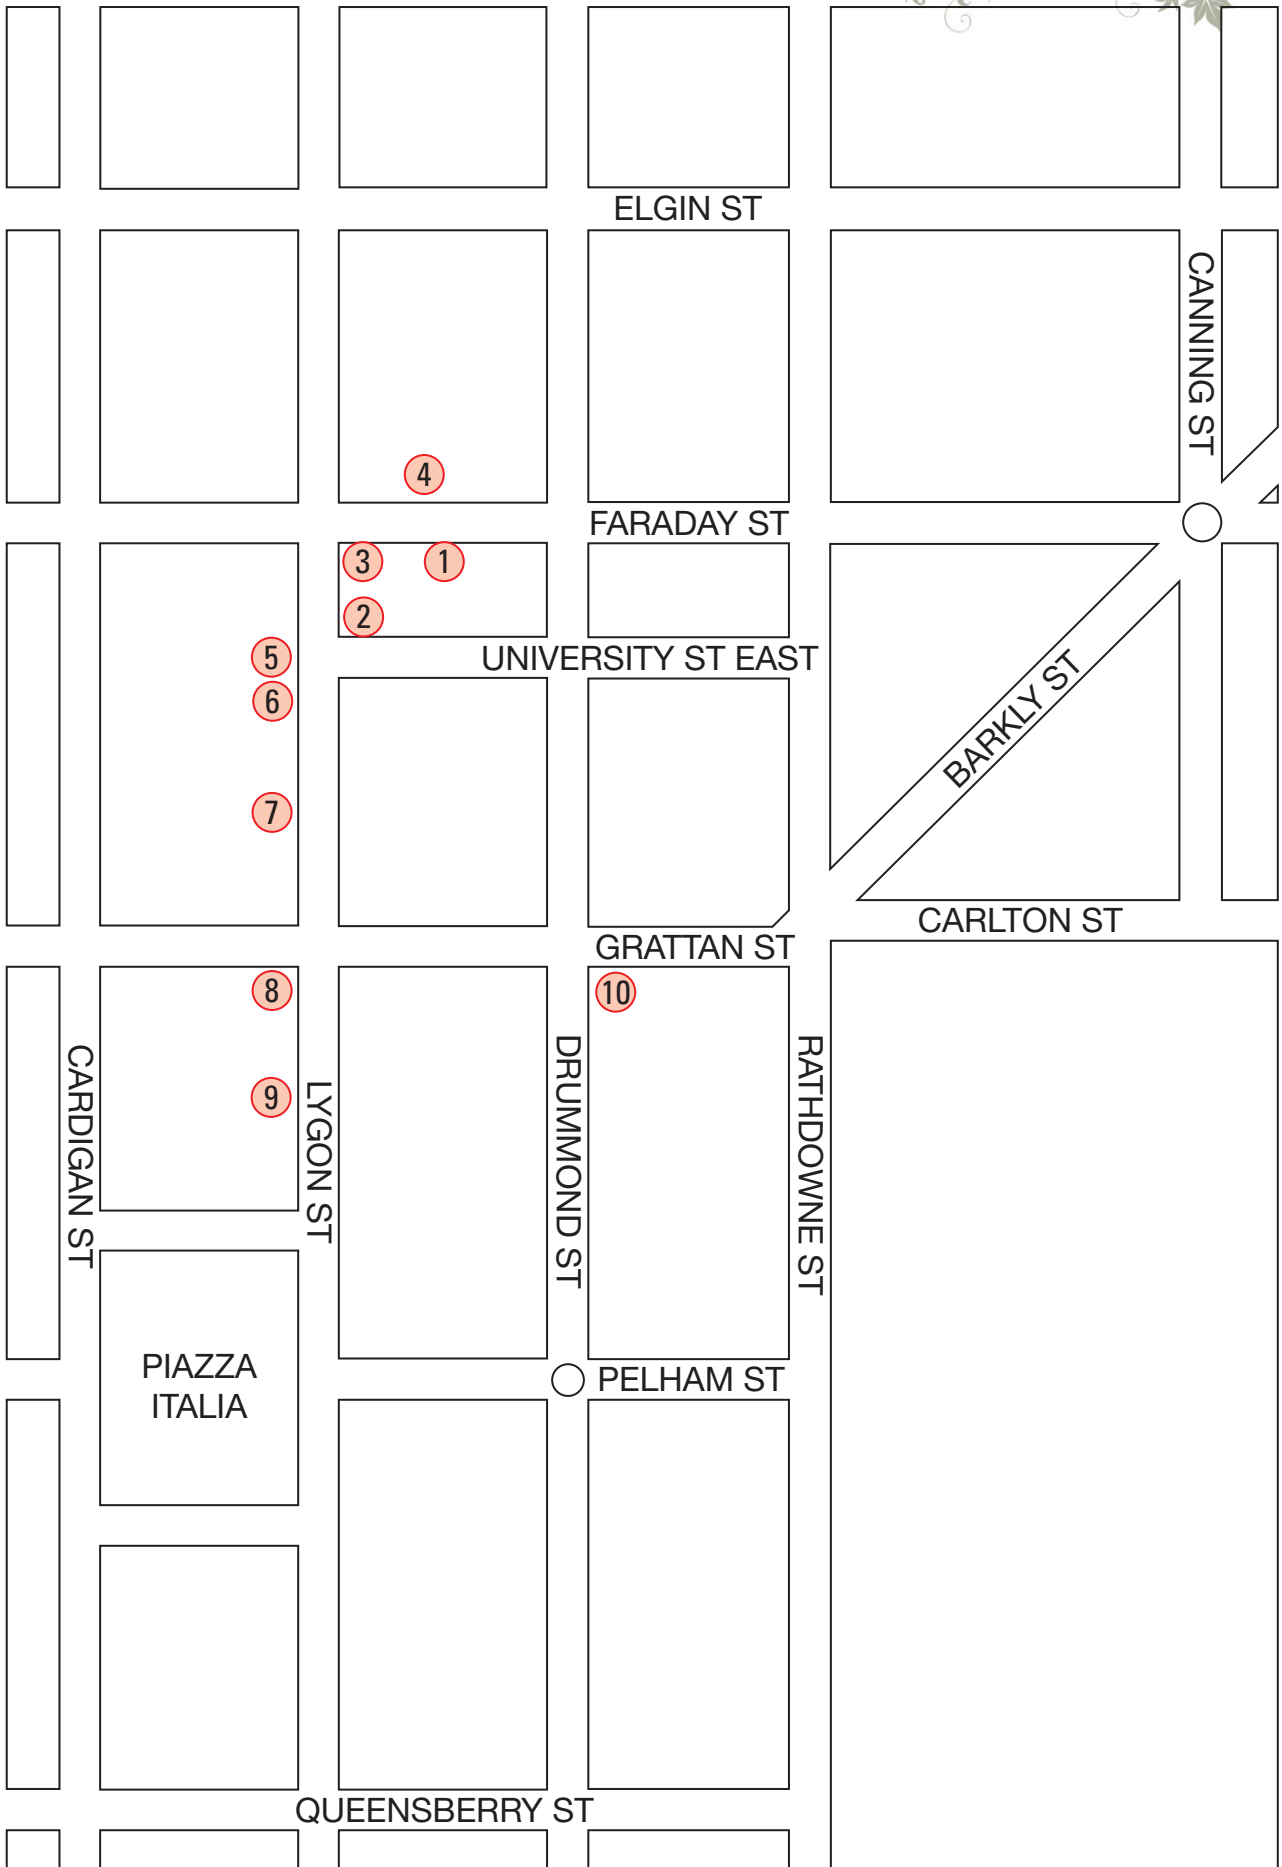 ELGIN ST
CANNING ST
4
FARADAY ST
3
1
2
5
UNIVERSITY ST EAST
6
BARKLY ST
7
CARLTON ST
GRATTAN ST
8
10
CARDIGAN ST
9
LYGON ST
DRUMMOND ST
RATHDOWNE ST
PIAZZA
ITALIA
PELHAM ST
QUEENSBERRY ST